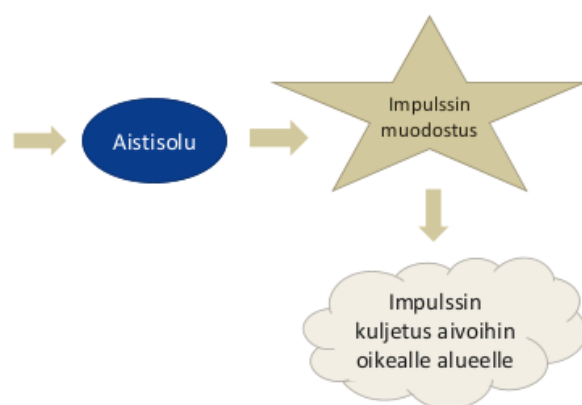 Aistisolu
Impulssin
muodostus
Impulssin
kuljetus aivoihin
oikealle alueelle